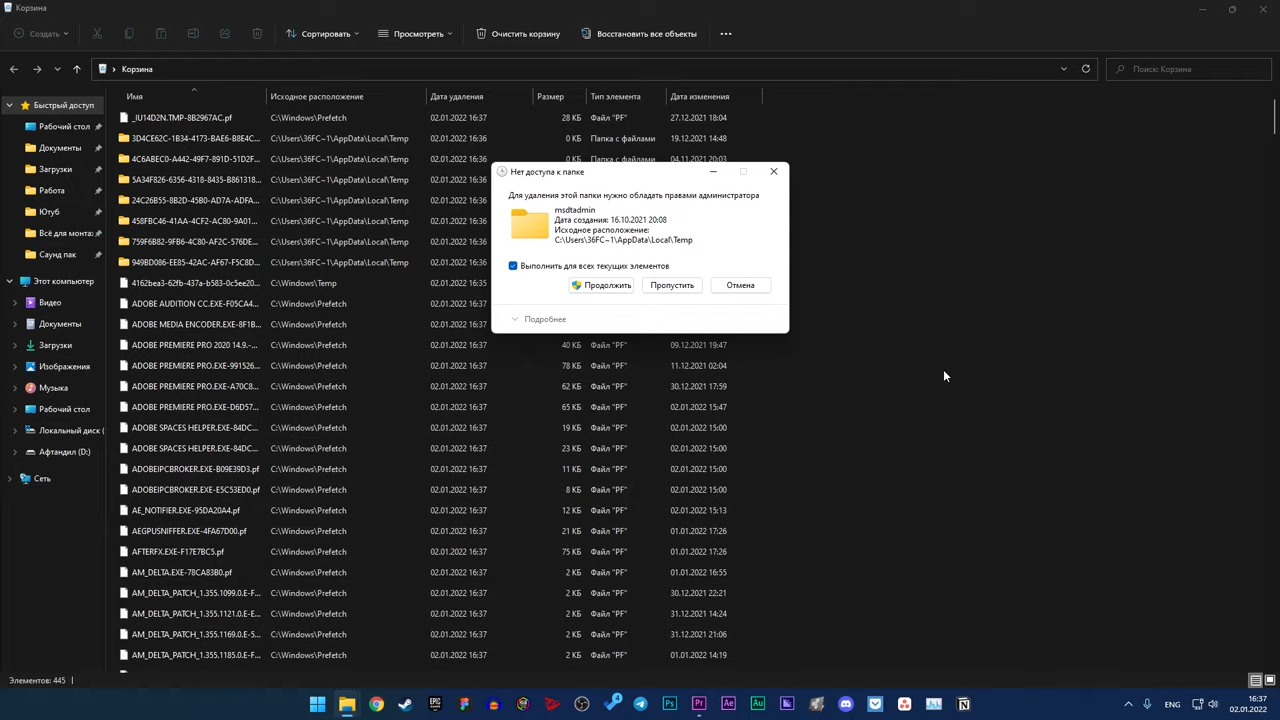 Корзина
Создать
Сортировать
Просмотреть
Очистить корзину
Восстановить все объекты
Корзина
Поиск: Корзина
Имя Исходное расположение Дата удаления Размер Тип элемента Дата изменения
Быстрый доступ
Рабочий стол
Документы
Загрузки
Работа
Ютуб
Всё для монта:
Саунд пак
Этот компьютер
Видео
Документы
Загрузки
Изображения
Музыка
Рабочий стол
Локальный диск (
Афтандил (D:)
Сеть
_IU14D2N.TMP-8B2967AC.pf C:\Windows\Prefetch 02.01.2022 16:37 28 КБ Файл "PF" 27.12.2021 18:04
3D4CE62C-1B34-4173-BAE6-B8E4C... C:\Users\36FC~1\AppData\Local\Temp 02.01.2022 16:36 0 КБ Папка с файлами 19.12.2021 14:48
4C6ABEC0-A442-49F7-891D-51D2F... C:\Users\36FC~1\AppData\Local\Temp 02.01.2022 16:36 0 КБ Папка с файлами 04.11.2021 20:03
5A34F826-6356-4318-8435-BB51318... C:\Users\36FC~1\AppData\Local\Temp 02.01.2022 16:36
C:\Users\36FC~1\AppData\Local\Temp 02.01.2022 16:36
458FBC46-41AA-4CF2-AC80-9A01... C:\Users\36FC~1\AppData\Local\Temp 02.01.2022 16:36
759F6B82-9FB6-4C80-AF2C-576DE... C:\Users\36FC~1\AppData\Local\Temp 02.01.2022 16:36
949BD086-EE85-42AC-AF67-F5C8D... C:\Users\36FC~1\AppData\Local\Temp 02.01.2022 16:36
4162bea3-62fb-437a-b583-0c5ee20... C:\Windows\Temp 02.01.2022 16:35
ADOBE AUDITION CC.EXE-F05CA4... C:\Windows\Prefetch 02.01.2022 16:37
ADOBE MEDIA ENCODER.EXE-8F1B... C:\Windows\Prefetch 02.01.2022 16:37
ADOBE PREMIERE PRO 2020 14.9.-... C:\Windows\Prefetch 02.01.2022 16:37 40 КБ Файл "PF" 09.12.2021 19:47
ADOBE PREMIERE PRO.EXE-991526... C:\Windows\Prefetch 02.01.2022 16:37 78 КБ Файл "PF" 11.12.2021 02:04
ADOBE PREMIERE PRO.EXE-A70C8... C:\Windows\Prefetch 02.01.2022 16:37 62 КБ Файл "PF" 30.12.2021 17:59
ADOBE PREMIERE PRO.EXE-D6D57... C:\Windows\Prefetch 02.01.2022 16:37 65 КБ Файл "PF" 02.01.2022 15:47
ADOBE SPACES HELPER.EXE-84DC... C:\Windows\Prefetch 02.01.2022 16:37 19 КБ Файл "PF" 02.01.2022 15:00
ADOBE SPACES HELPER.EXE-84DC... C:\Windows\Prefetch 02.01.2022 16:37 23 КБ Файл "PF" 02.01.2022 15:00
ADOBEIPCBROKER.EXE-B09E39D3.pf C:\Windows\Prefetch 02.01.2022 16:37 11 КБ Файл "PF" 02.01.2022 15:00
ADOBEIPCBROKER.EXE-E5C53ED0.pf C:\Windows\Prefetch 02.01.2022 16:37 8 КБ Файл "PF" 02.01.2022 15:00
AE_NOTIFIER.EXE-95DA20A4.pf C:\Windows\Prefetch 02.01.2022 16:37 12 КБ Файл "PF" 02.01.2022 15:13
AEGPUSNIFFER.EXE-4FA67D00.pf C:\Windows\Prefetch 02.01.2022 16:37 21 КБ Файл "PF" 01.01.2022 17:26
AFTERFX.EXE-F17E7BC5.pf C:\Windows\Prefetch 02.01.2022 16:37 75 КБ Файл "PF" 01.01.2022 17:26
AM_DELTA.EXE-78CA83B0.pf C:\Windows\Prefetch 02.01.2022 16:37 2 КБ Файл "PF" 01.01.2022 16:55
AM_DELTA_PATCH_1.355.1099.0.E-F... C:\Windows\Prefetch 02.01.2022 16:37 2 КБ Файл "PF" 30.12.2021 22:21
AM_DELTA_PATCH_1.355.1121.0.E-E... C:\Windows\Prefetch 02.01.2022 16:37 2 КБ Файл "PF" 31.12.2021 14:24
AM_DELTA_PATCH_1.355.1169.0.E-5... C:\Windows\Prefetch 02.01.2022 16:37 2 КБ Файл "PF" 31.12.2021 21:06
AM_DELTA_PATCH_1.355.1185.0.E-F... C:\Windows\Prefetch 02.01.2022 16:37 2 КБ Файл "PF" 01.01.2022 14:19
Нет доступа к папке
Для удаления этой папки нужно обладать правами администратора
msdtadmin
Дата создания: 16.10.2021 20:08
Исходное расположение:
C:\Users\36FC~1\AppData\Local\Temp
Выполнить для всех текущих элементов
Продолжить
Пропустить
Отмена
Подробнее
Элементов: 445
EPIC
4
Ps
Pr
Ae
Au
ENG
16:37
02.01.2022